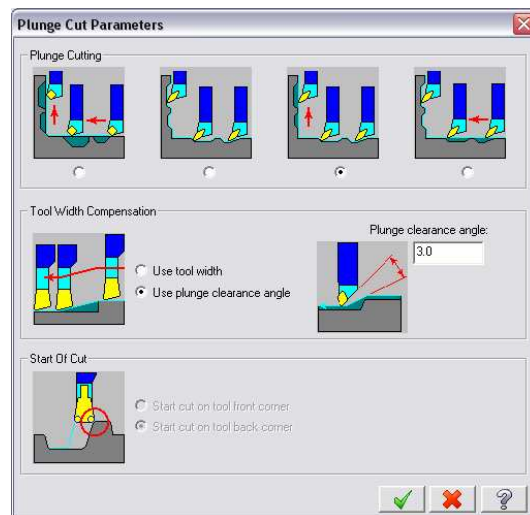 Plunge Cut Parameters
Plunge Cutting
Tool Width Compensation
Use tool width
Use plunge clearance angle
Plunge clearance angle:
3.0
Start Of Cut
Start cut on tool front corner
Start cut on tool back corner